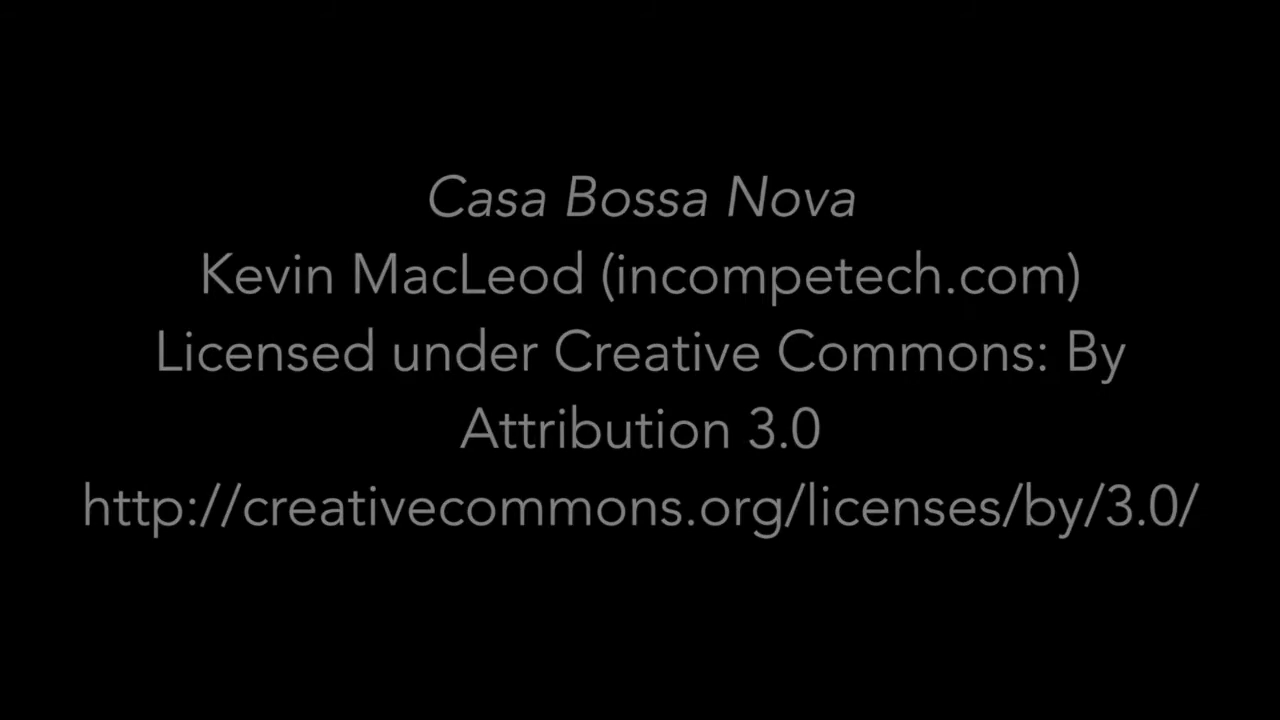 Casa Bossa Nova
Kevin MacLeod (incompetech.com)
Licensed under Creative Commons: By
Attribution 3.0
http://creativecommons.org/licenses/by/3.0/